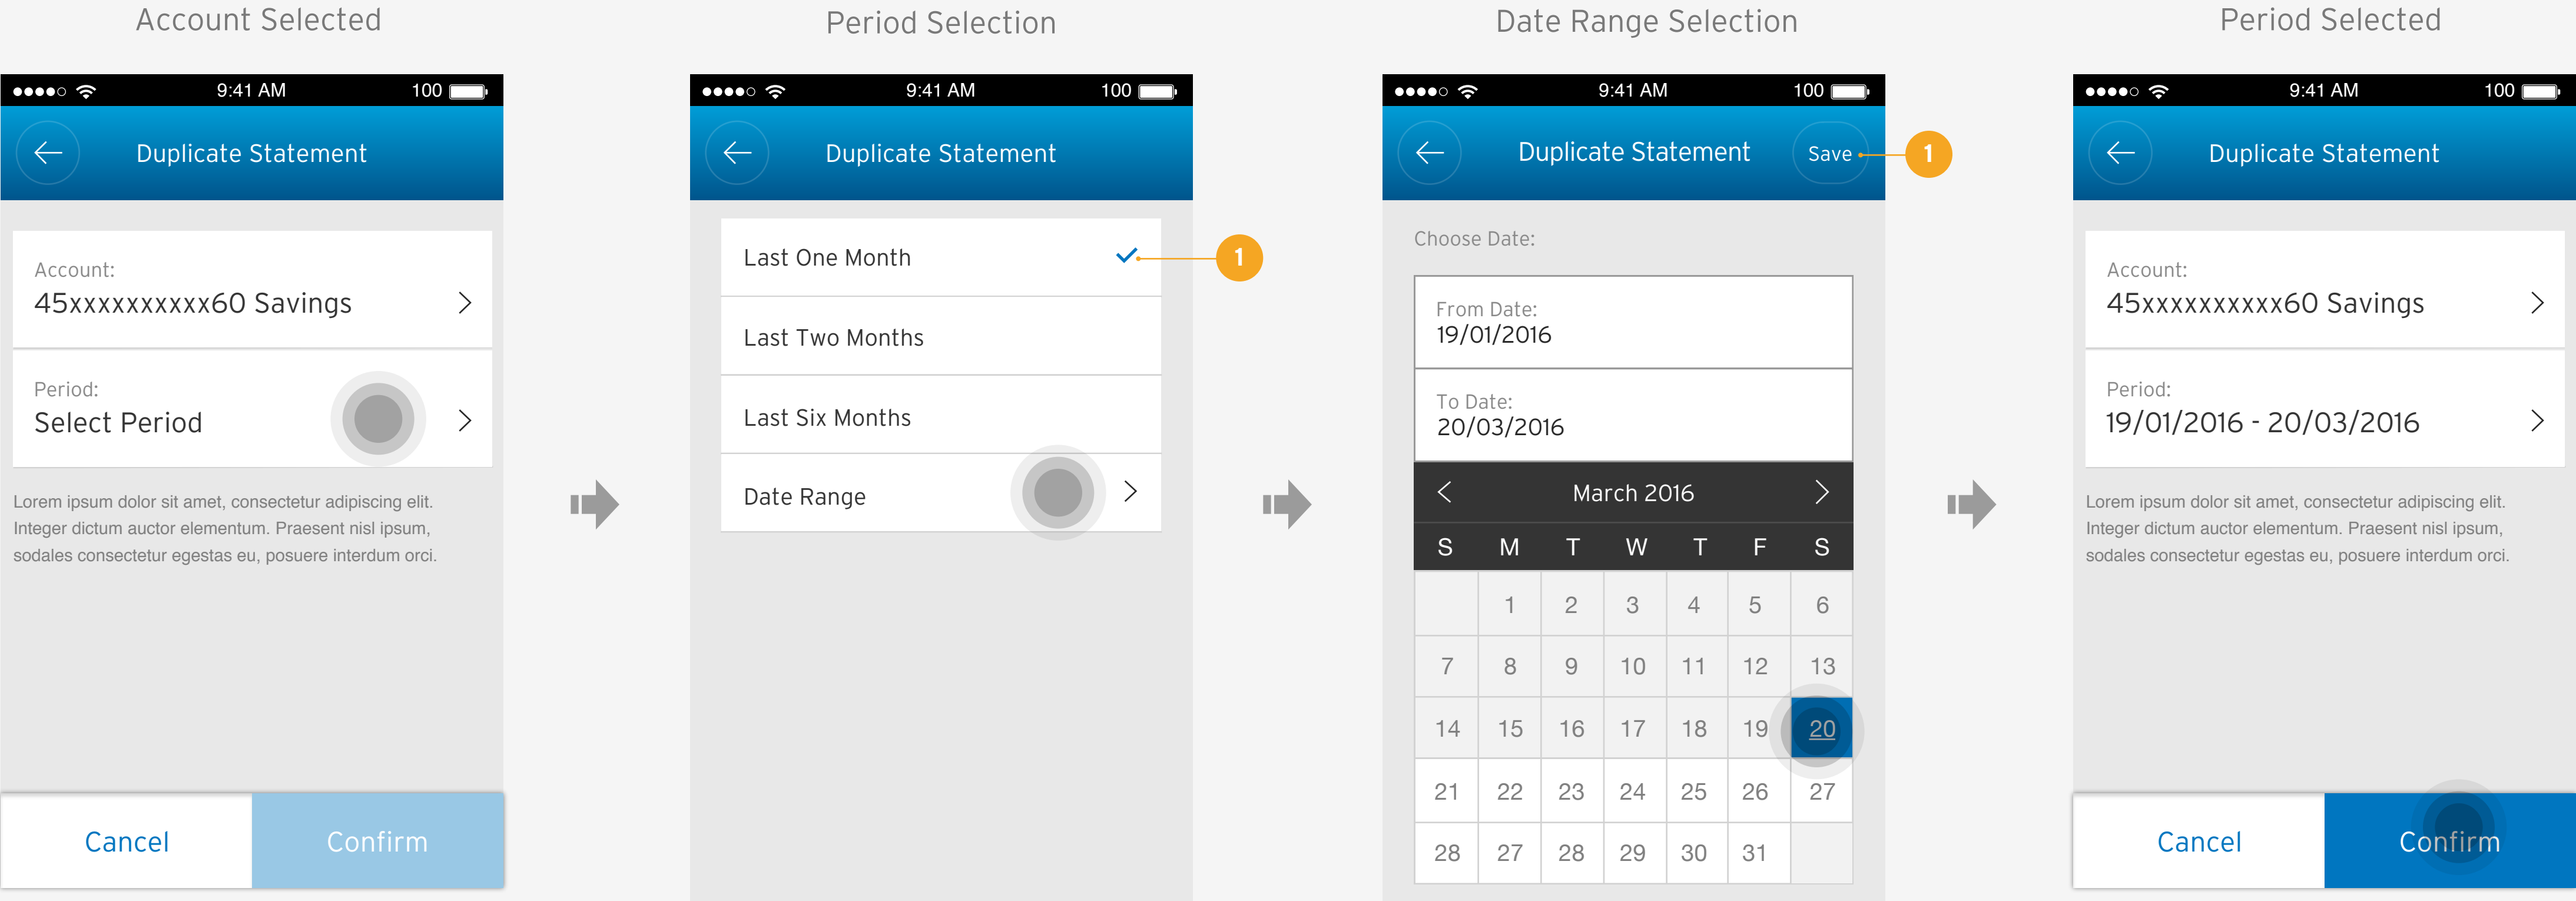 Account Selected
9:41 AM
100
Duplicate Statement
Account:
45xxxxxxxxxx60 Savings
Period:
Select Period
Lorem ipsum dolor sit amet, consectetur adipiscing elit.
Integer dictum auctor elementum. Praesent nisl ipsum,
sodales consectetur egestas eu, posuere interdum orci.
Cancel
Confirm
Period Selection
9:41 AM
100
Duplicate Statement
Last One Month
1
Last Two Months
Last Six Months
Date Range
Date Range Selection
9:41 AM
100
Duplicate Statement
Save
1
Choose Date:
From Date:
19/01/2016
To Date:
20/03/2016
March 2016
S M T W T F S
1 2 3 4 5 6
7 8 9 10 11 12 13
14 15 16 17 18 19 20
21 22 23 24 25 26 27
28 27 28 29 30 31
Period Selected
9:41 AM
100
Duplicate Statement
Account:
45xxxxxxxxxx60 Savings
Period:
19/01/2016 - 20/03/2016
Lorem ipsum dolor sit amet, consectetur adipiscing elit.
Integer dictum auctor elementum. Praesent nisl ipsum,
sodales consectetur egestas eu, posuere interdum orci.
Cancel
Confirm